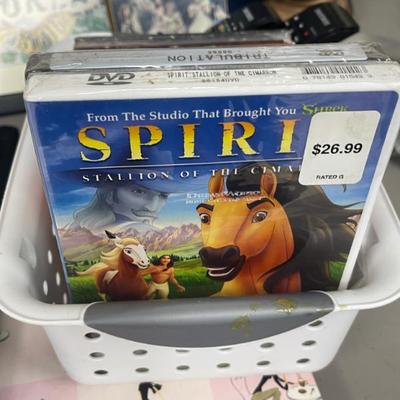 TRIBULATION
DVD
SPIRIT:STALLION OF THE CIMARRON
From The Studio That Brought You SHREK
SPIRI
STALLION OF THE CIMA
DREAMWORKS
$26.99
RATED G